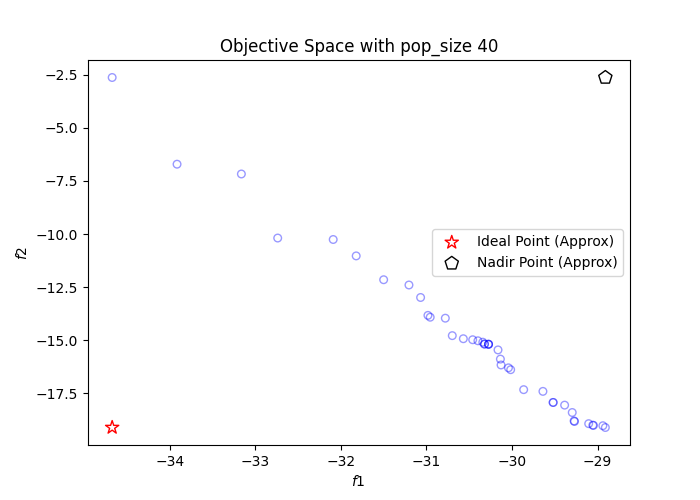 Objective Space with pop_size 40
−2.5
−5.0
−7.5
−10.0
−12.5
−15.0
−17.5
f2
Ideal Point (Approx)
Nadir Point (Approx)
−34
−33
−32
−31
−30
−29
f1